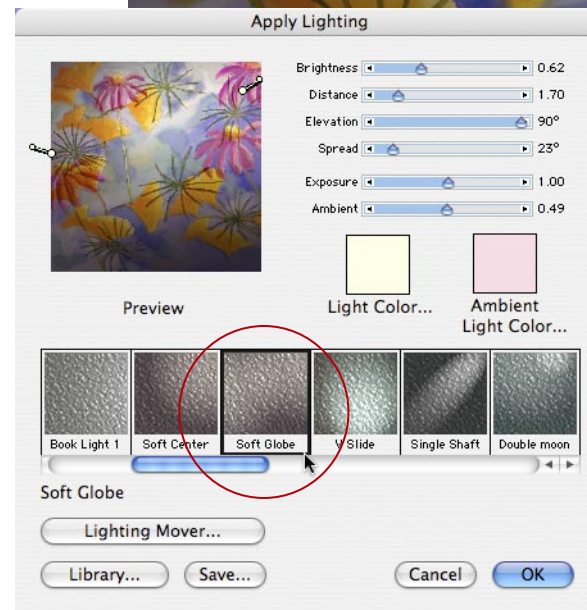 Apply Lighting
Brightness 0.62
Distance 1.70
Elevation 90°
Spread 23°
Exposure 1.00
Ambient 0.49
Preview
Light Color...
Ambient
Light Color...
Book Light 1 Soft Center Soft Globe V Slide Single Shaft Double moon
Soft Globe
Lighting Mover...
Library... Save... Cancel OK